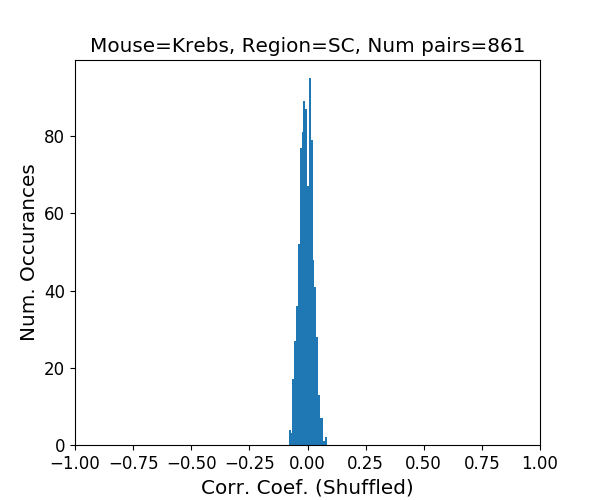 Mouse=Krebs, Region=SC, Num pairs=861
Num. Occurances
80
60
40
20
0
−1.00 −0.75 −0.50 −0.25 0.00 0.25 0.50 0.75 1.00
Corr. Coef. (Shuffled)